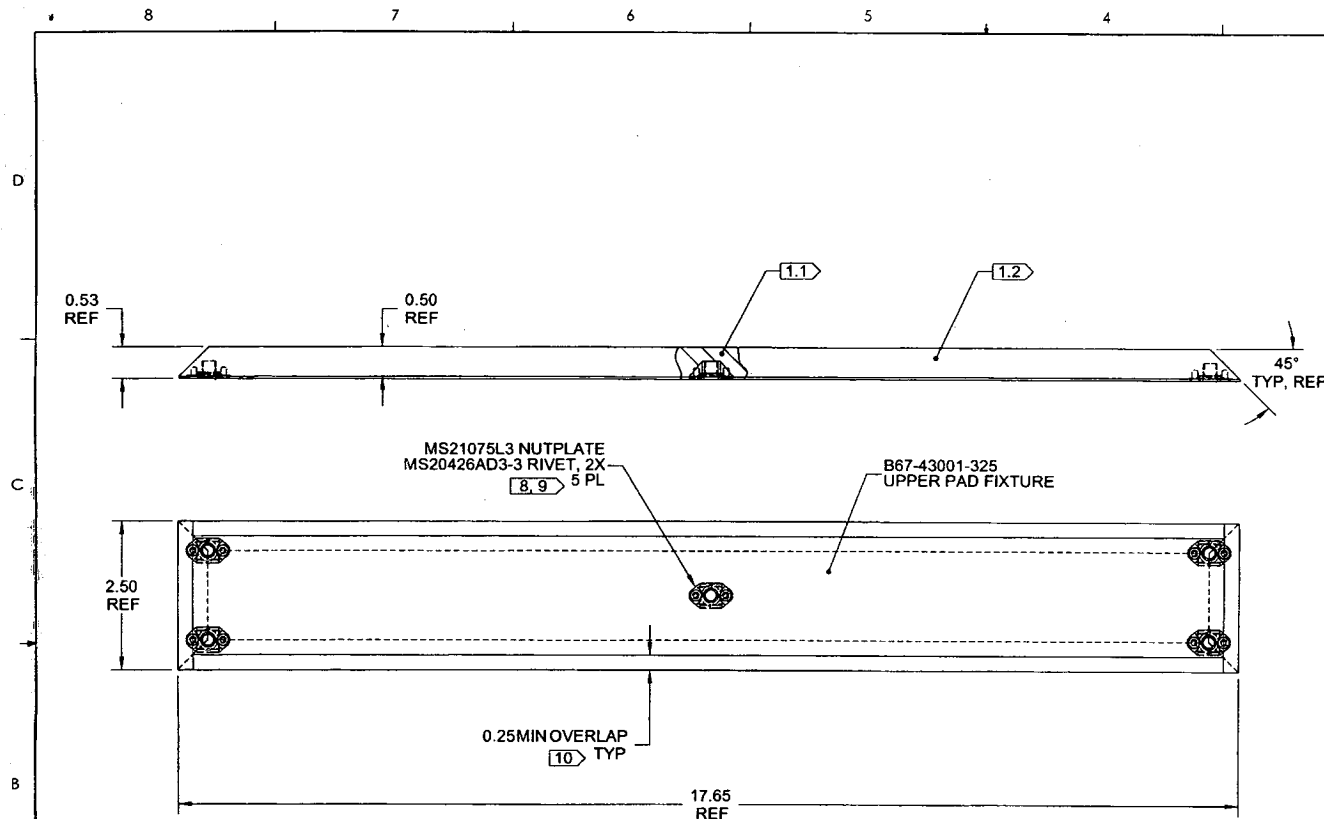 8 7 6 5 4
D
1.1
1.2
0.53
REF
0.50
REF
45°
TYP, REF
MS21075L3 NUTPLATE
MS20426AD3-3 RIVET, 2X
8, 9 5 PL
B67-43001-325
UPPER PAD FIXTURE
C
2.50
REF
0.25MIN OVERLAP
10 TYP
B
17.65
REF